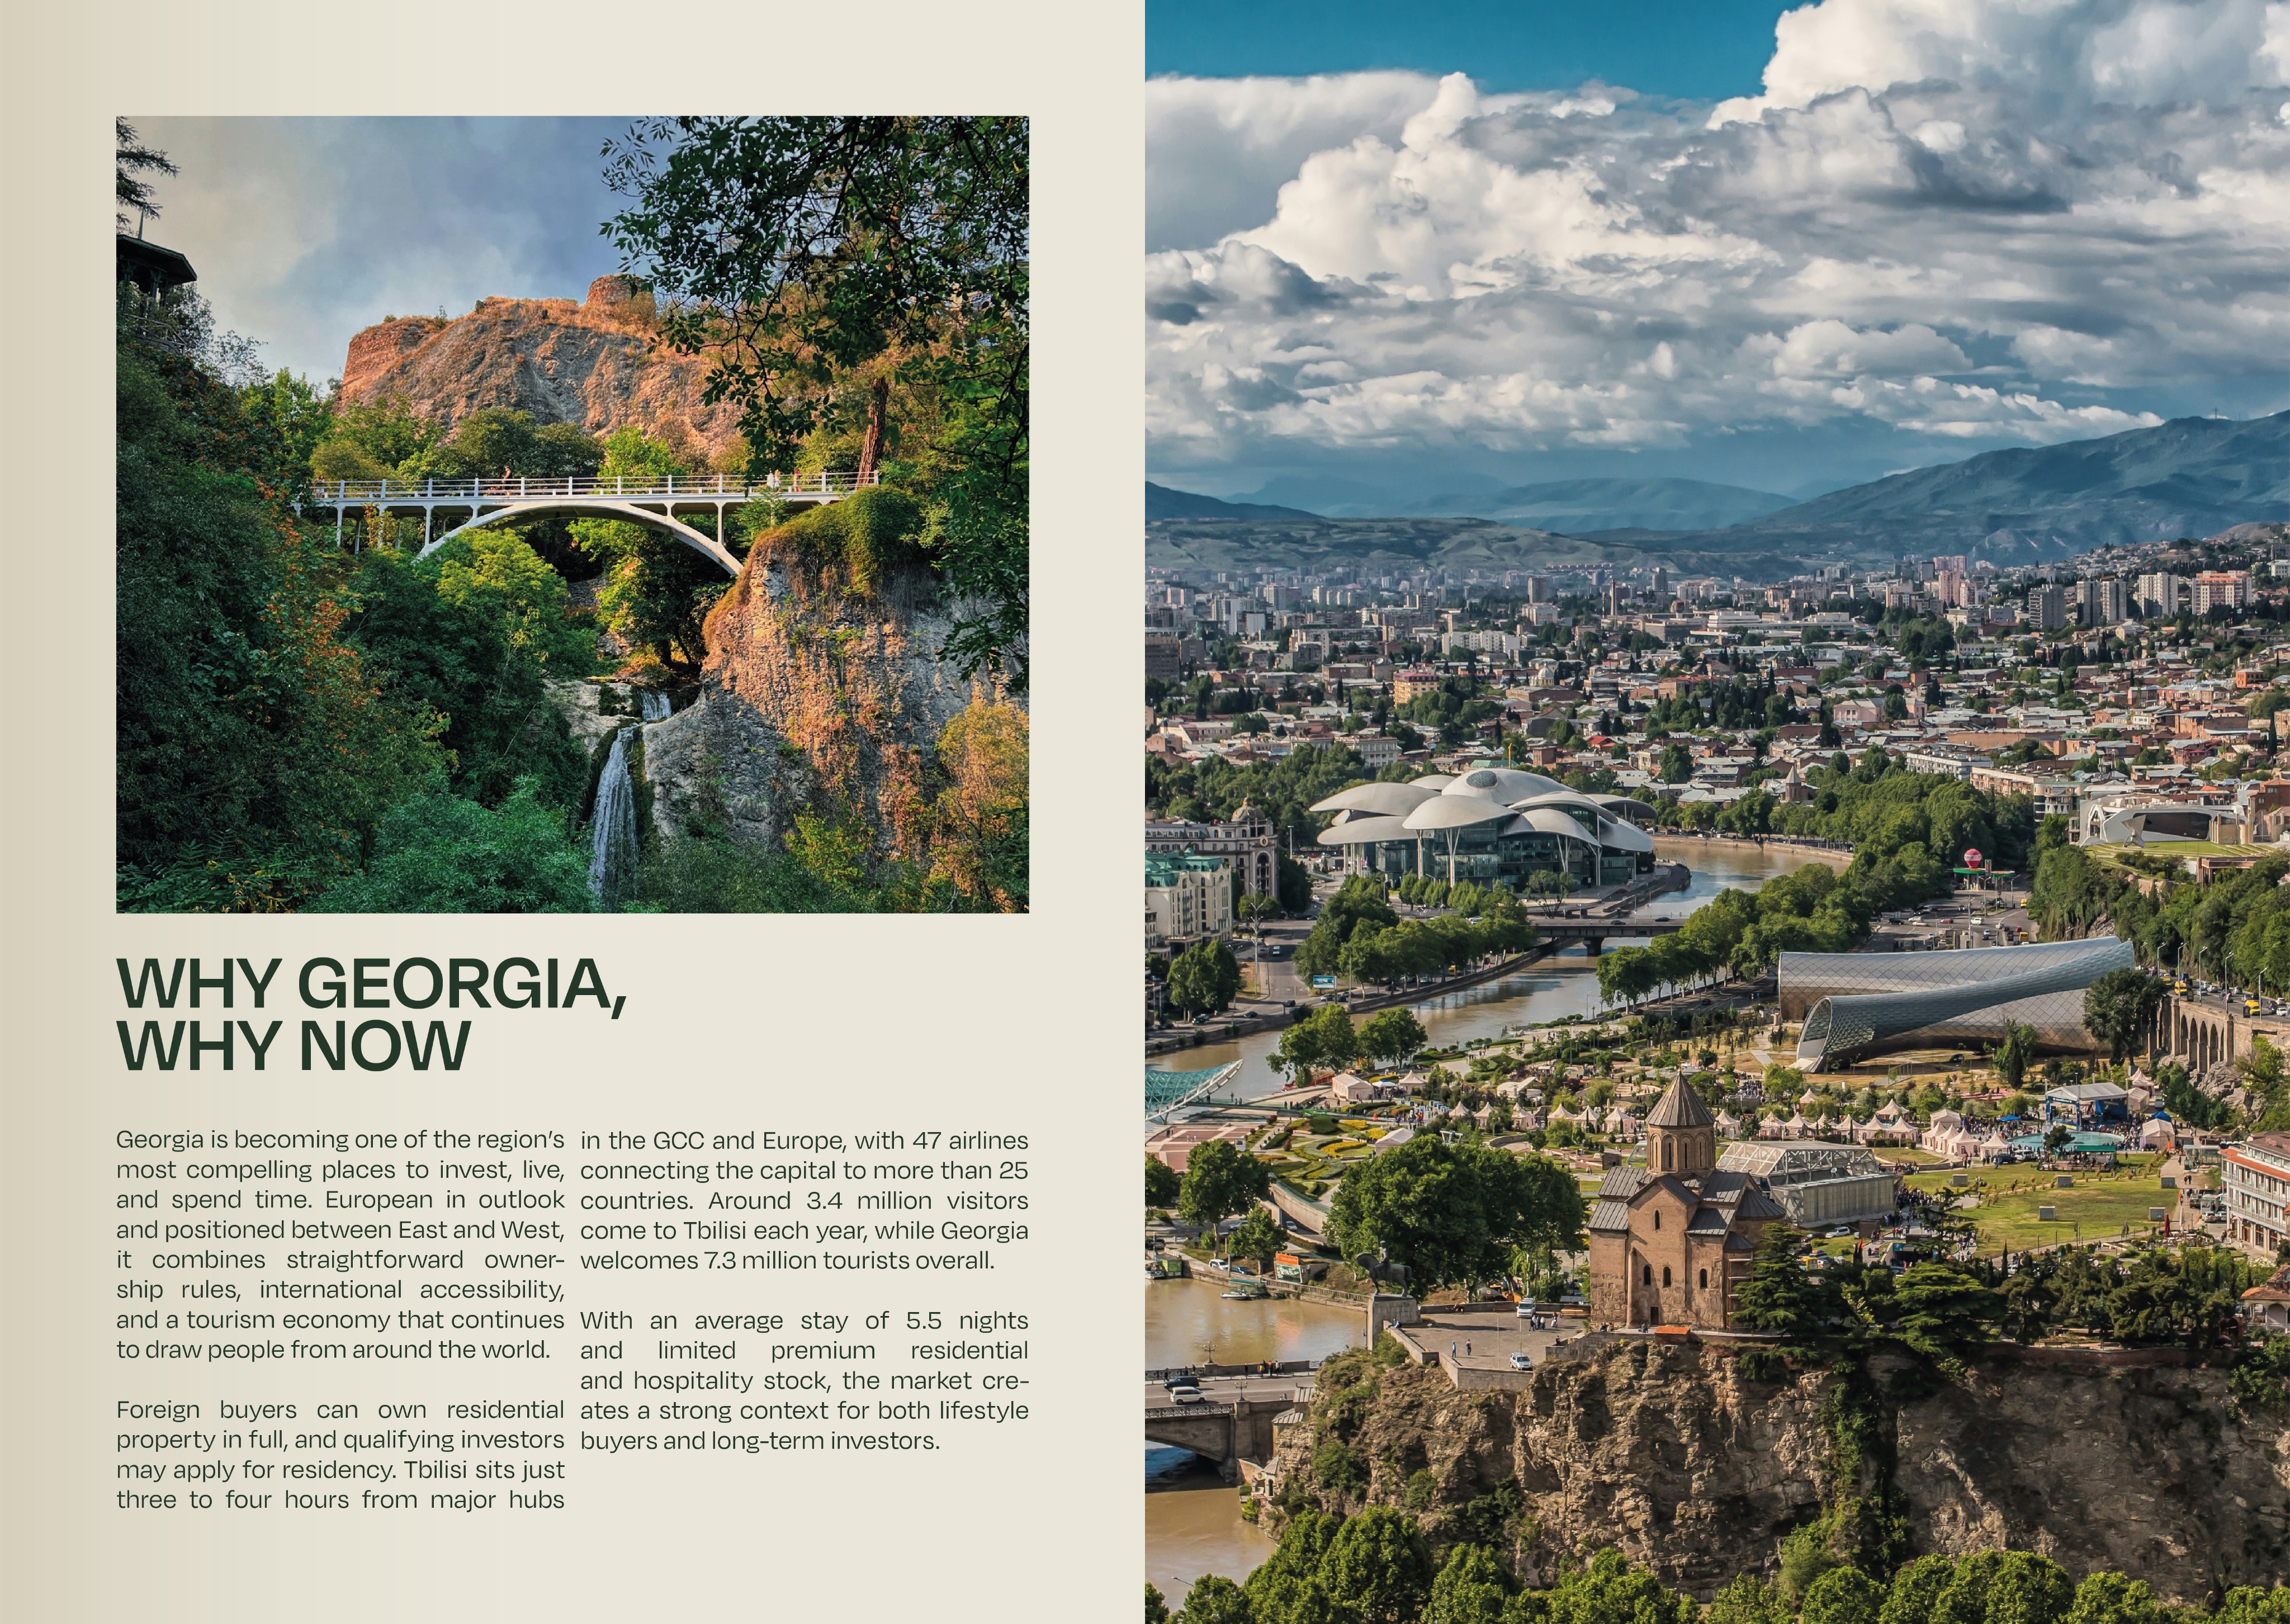 WHY GEORGIA,
WHY NOW
Georgia is becoming one of the region's
most compelling places to invest, live,
and spend time. European in outlook
and positioned between East and West,
it combines straightforward owner-
ship rules, international accessibility,
and a tourism economy that continues
to draw people from around the world.
Foreign buyers can own residential
property in full, and qualifying investors
may apply for residency. Tbilisi sits just
three to four hours from major hubs
in the GCC and Europe, with 47 airlines
connecting the capital to more than 25
countries. Around 3.4 million visitors
come to Tbilisi each year, while Georgia
welcomes 7.3 million tourists overall.
With an average stay of 5.5 nights
and limited premium residential
and hospitality stock, the market cre-
ates a strong context for both lifestyle
buyers and long-term investors.